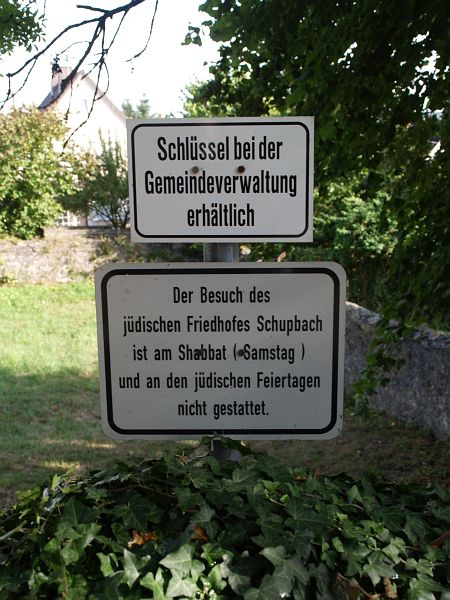 Schlüssel bei der
Gemeindeverwaltung
erhältlich
Der Besuch des
jüdischen Friedhofes Schupbach
ist am Shabbat ( Samstag )
und an den jüdischen Feiertagen
nicht gestattet.